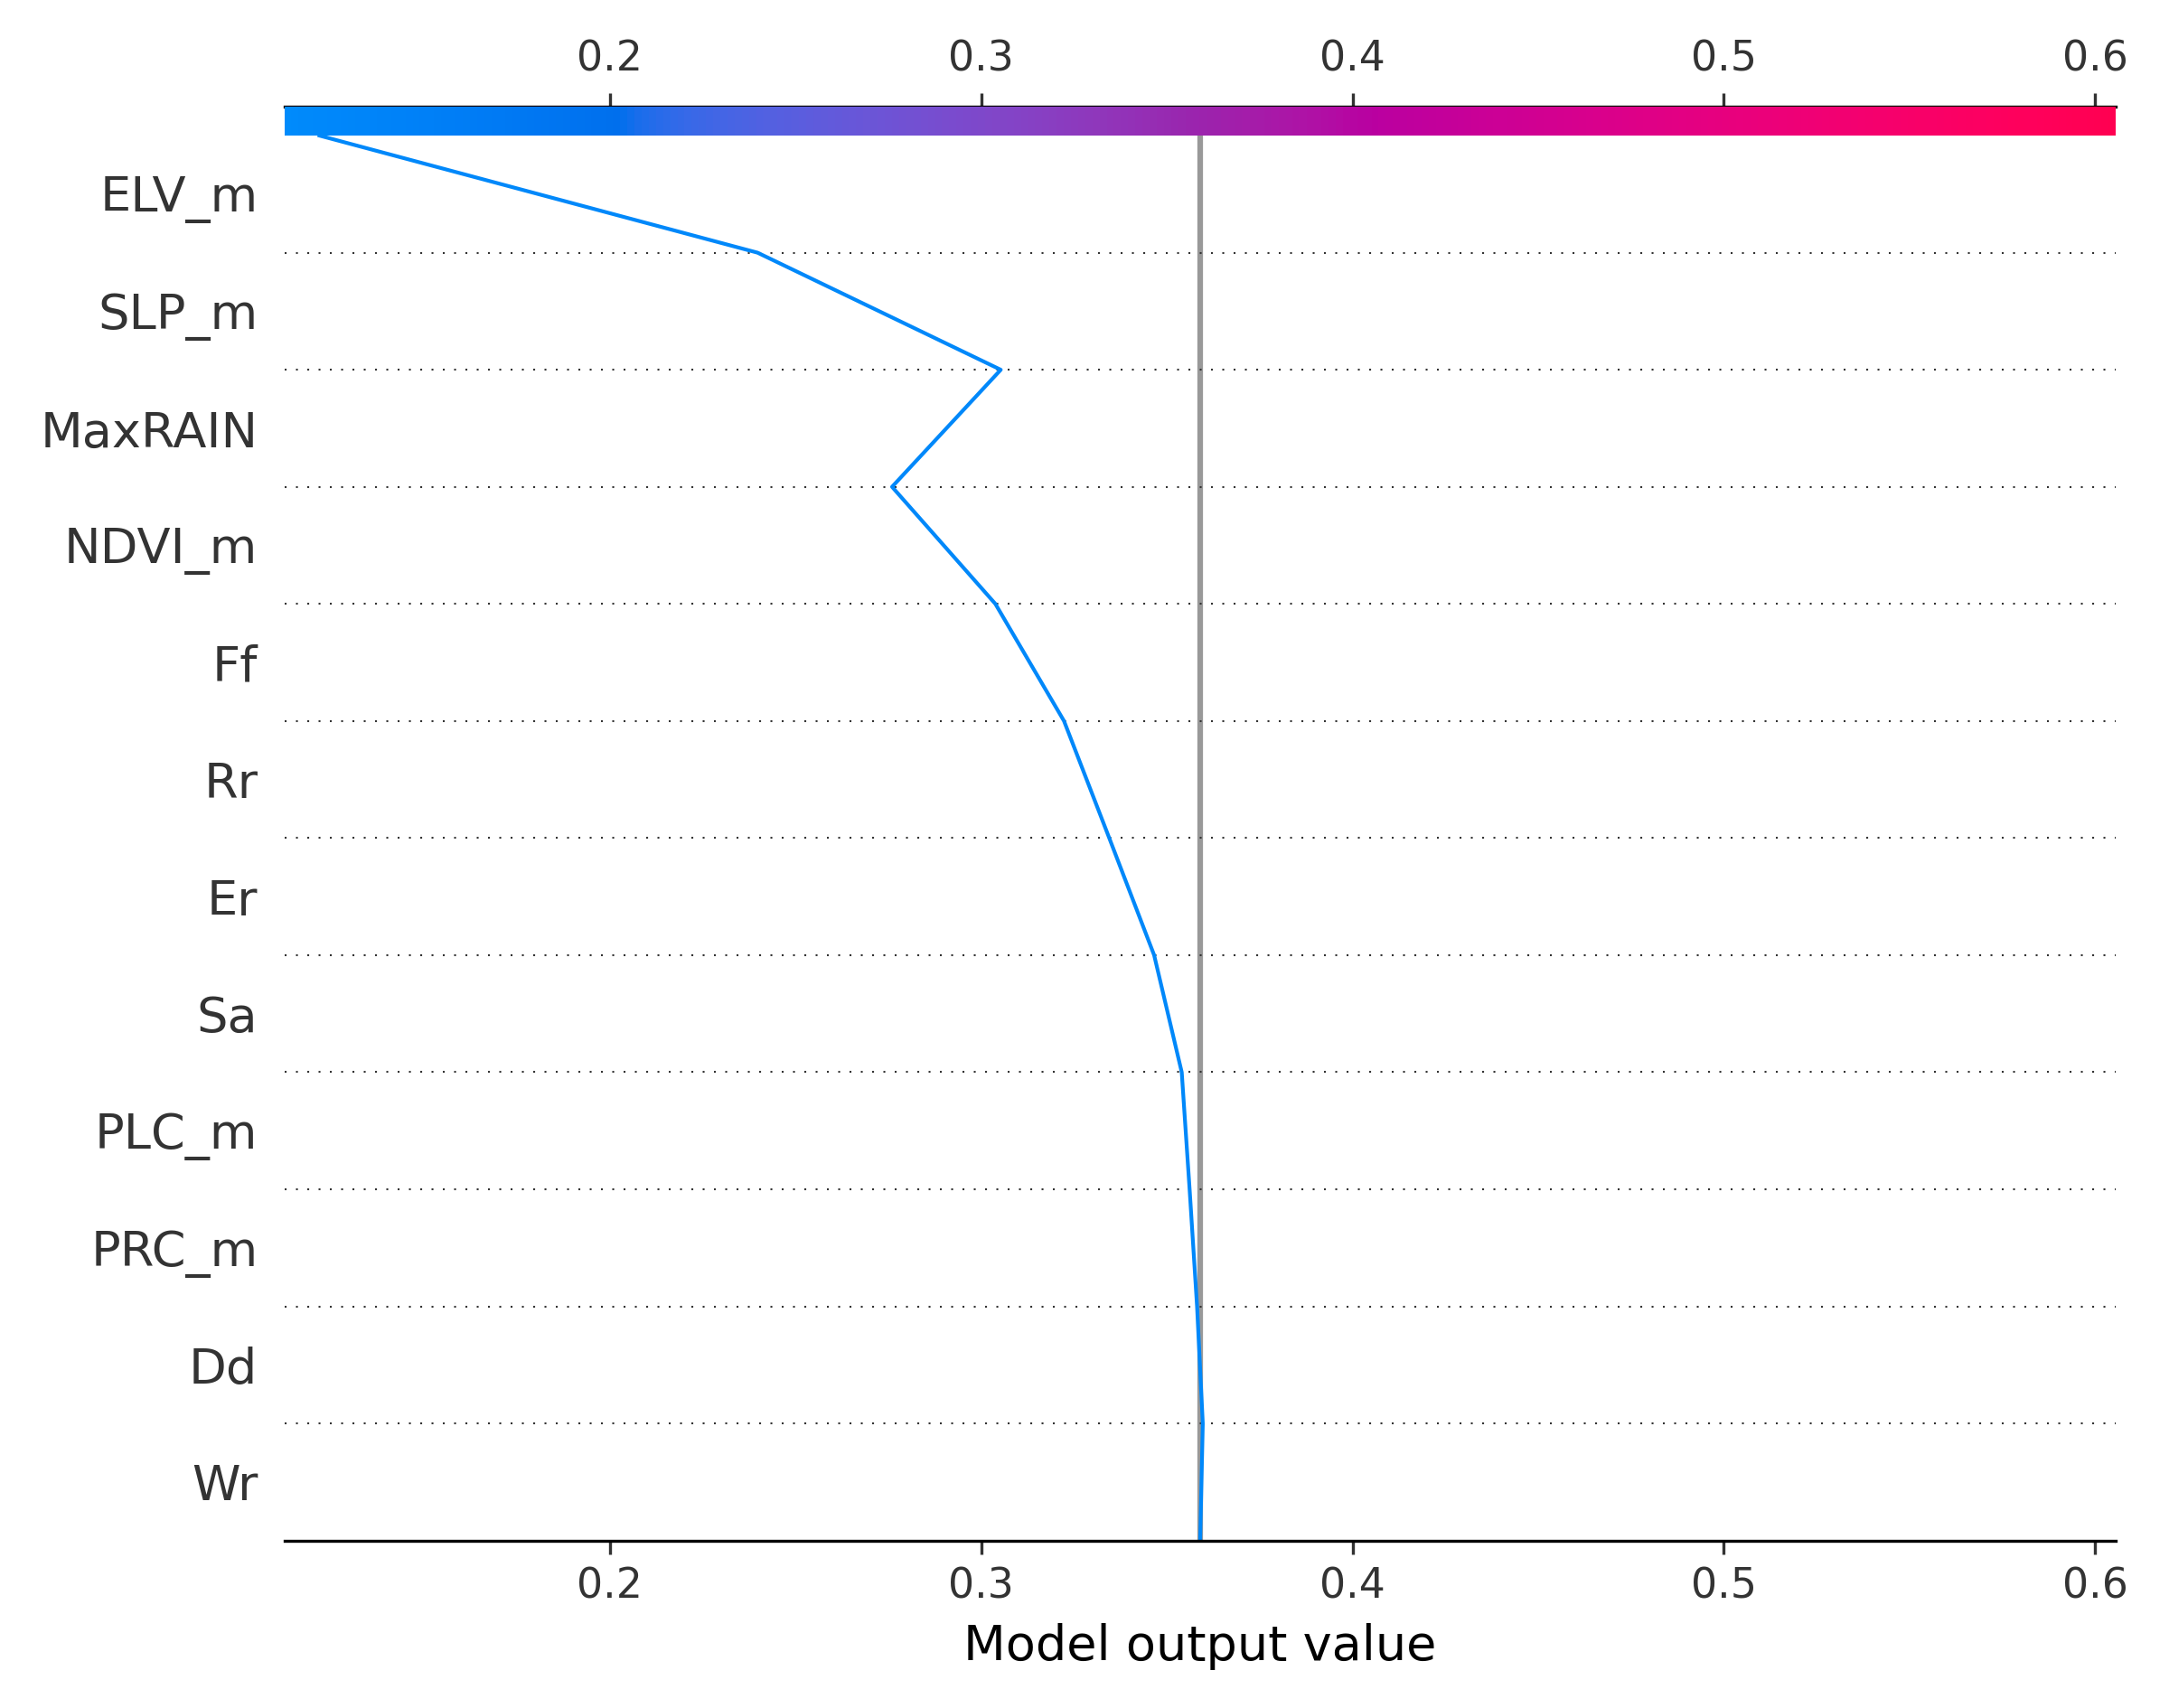 0.2 0.3 0.4 0.5 0.6
ELV_m
SLP_m
MaxRAIN
NDVI_m
Ff
Rr
Er
Sa
PLC_m
PRC_m
Dd
Wr
0.2 0.3 0.4 0.5 0.6
Model output value